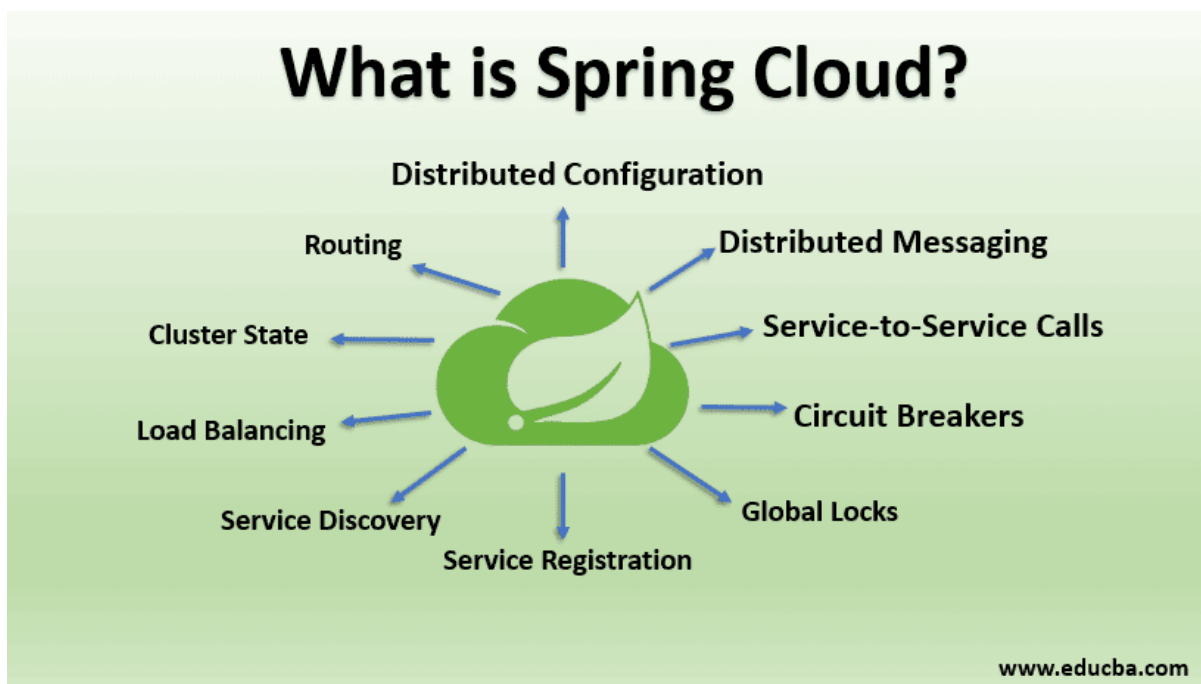 What is Spring Cloud?
Distributed Configuration
Routing
Distributed Messaging
Cluster State
Service-to-Service Calls
Load Balancing
Circuit Breakers
Service Discovery
Global Locks
Service Registration
www.educba.com